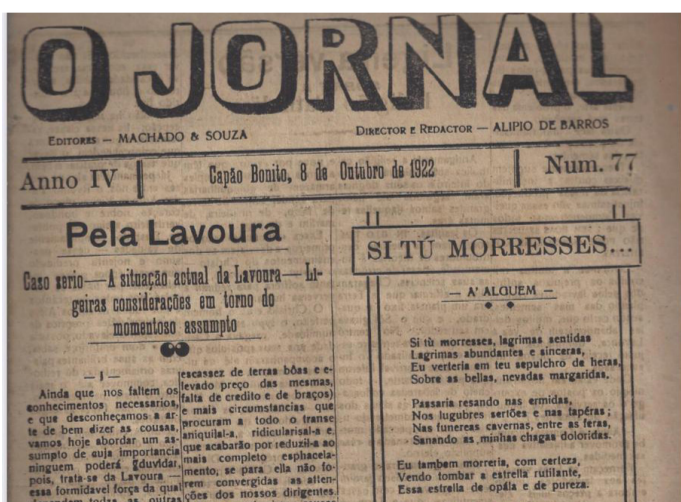 O JORNAL
EDITORES — MACHADO & SOUZA
DIRECTOR E REDACTOR — ALIPIO DE BARROS
Anno IV
Capão Bonito, 8 de Outubro de 1922
Num. 77
Pela Lavoura
Caso serio—A situação actual da Lavoura—Li-
geiras considerações em torno do
momentoso assumpto
— I —
Ainda que nos faltem os
conhecimentos necessarios,
e que desconheçamos a ar-
te de bem dizer as cousas,
vamos hoje abordar um as-
sumpto de cuja importancia
ninguem poderá duvidar,
pois, trata-se da Lavoura —
essa formidavel força da qual
todas as outras
escassez de terras bôas e e-
levado preço das mesmas,
falta de credito e de braços)
e mais circumstancias que
procuram a todo o transe
aniquilal-a, ridicularisal-a e
que acabarão por reduzil-a ao
mais completo esphacela-
mento, se para ella não fo-
rem convergidas as atten-
ções dos nossos dirigentes
SI TÚ MORRESSES...
— A' ALGUEM —
Si tù morresses, lagrimas sentidas
Lagrimas abundantes e sinceras,
Eu verteria em teu sepulchro de heras,
Sobre as bellas, nevadas margaridas.
Passaria resando nas ermidas,
Nos lugubres sertões e nas tapéras;
Nas funereas cavernas, entre as feras,
Sanando as minhas chagas doloridas.
Eu tambem morreria, com certeza,
Vendo tombar a estrella rutilante,
Essa estrella de opála e de pureza.